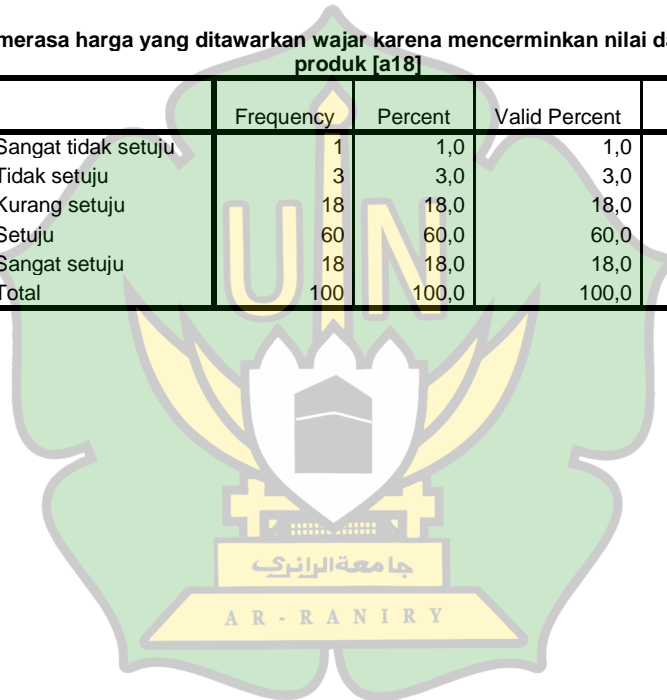 merasa harga yang ditawarkan wajar karena mencerminkan nilai
produk [a18]
Frequency Percent Valid Percent
Sangat tidak setuju 1 1,0 1,0
Tidak setuju 3 3,0 3,0
Kurang setuju 18 18,0 18,0
Setuju 60 60,0 60,0
Sangat setuju 18 18,0 18,0
Total 100 100,0 100,0
UIN
جامعة الرانري
AR-RANIRY